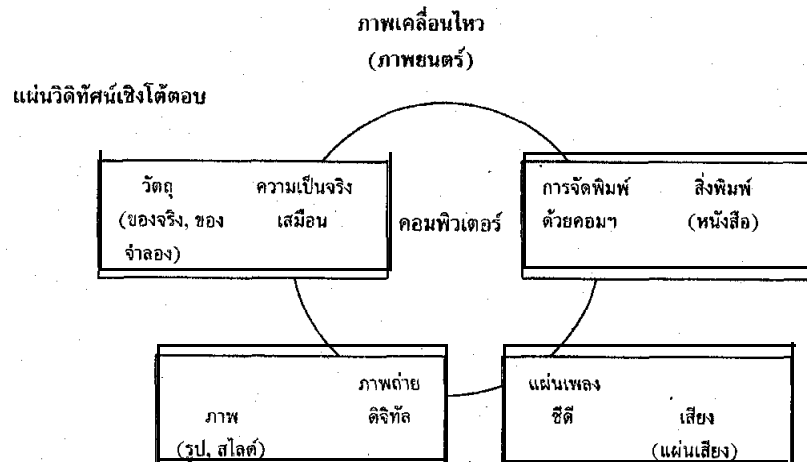 ภาพเคลื่อนไหว
(ภาพยนตร์)
แผ่นวิดิทัศน์เชิงโต้ตอบ
วัตถุ ความเป็นจริง
(ของจริง, ของ เสมือน
จำลอง)
คอมพิวเตอร์
การจัดพิมพ์ สิ่งพิมพ์
ด้วยคอมฯ (หนังสือ)
ภาพถ่าย
ภาพ ดิจิทัล
(รูป, สไลด์)
แผ่นเพลง
ซีดี เสียง
(แผ่นเสียง)